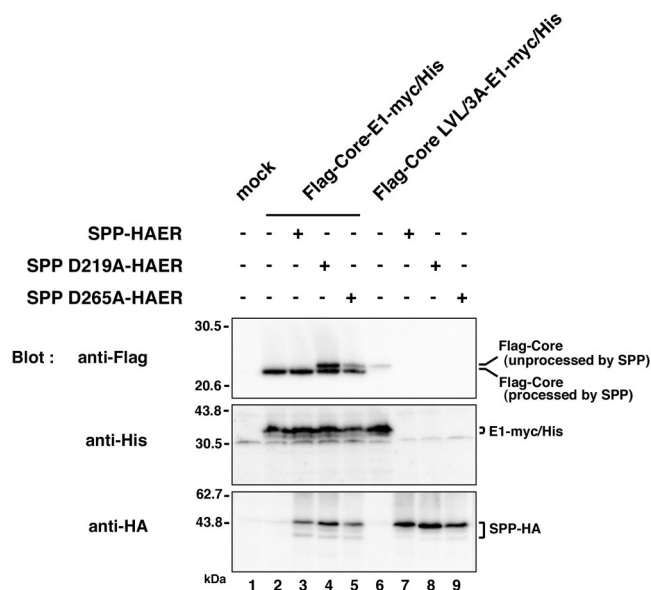 mock
Flag-Core-E1-myc/His
Flag-Core LVL/3A-E1-myc/His
SPP-HAER - - + - - - + - -
SPP D219A-HAER - - - + - - - + -
SPP D265A-HAER - - - - + - - - +
Blot : anti-Flag
30.5
20.6
Flag-Core
(unprocessed by SPP)
Flag-Core
(processed by SPP)
anti-His
43.8
30.5
E1-myc/His
anti-HA
62.7
43.8
SPP-HA
kDa 1 2 3 4 5 6 7 8 9